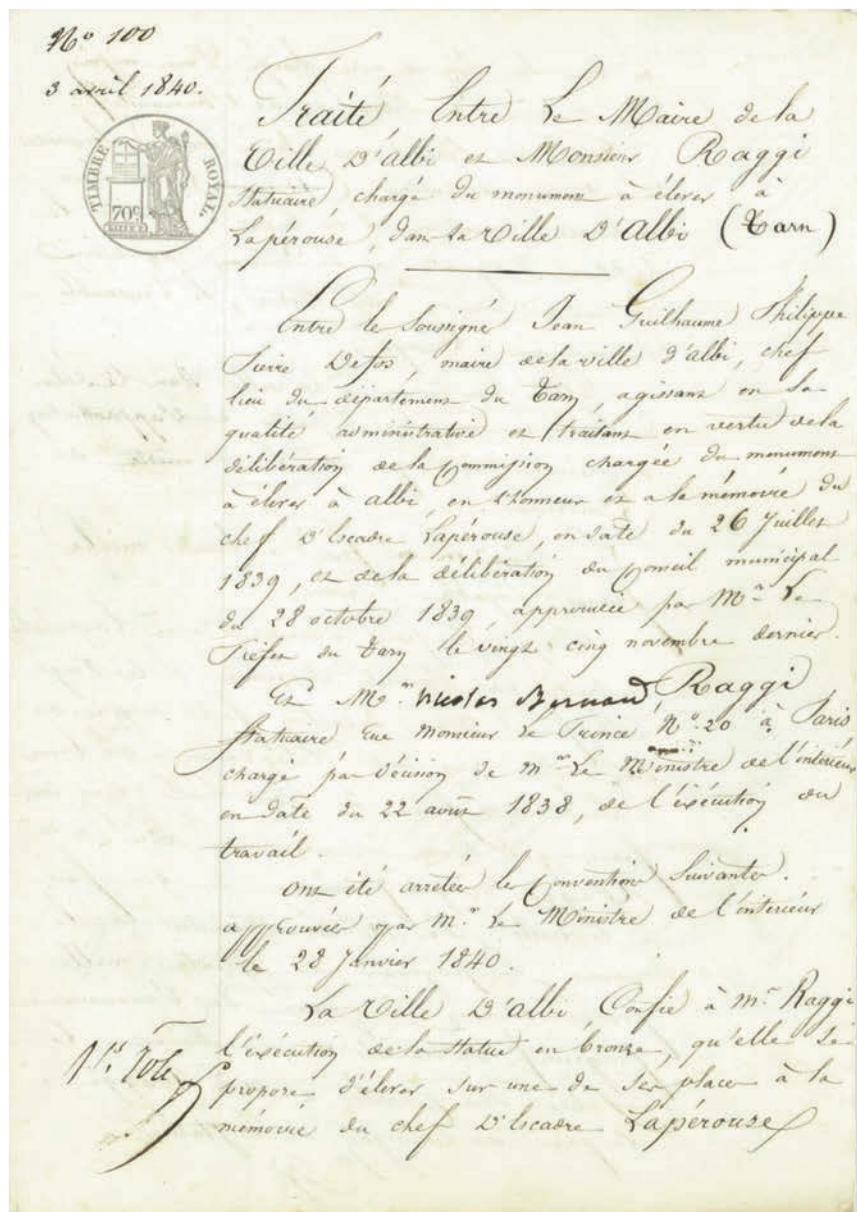 N° 100
3 avril 1840.
TIMBRE ROYAL
70c
Traité, Entre Le Maire de la
Ville D'albi et Monsieur Raggi
statuaire, chargé du monument à élever à
Lapérouse, dans la Ville D'Albi (Tarn)
Entre le Soussigné Jean Guilhaume Philippe
Pierre Defos, maire de la ville d'albi, chef
lieu du département du Tarn, agissant en sa
qualité administrative et traitant en vertu de la
délibération de la Commission chargée du monument
à élever à albi, en l'honneur et a la mémoire du
chef D'Escadre Lapérouse, en date du 26 Juillet
1839, et de la délibération du Conseil municipal
du 28 octobre 1839 approuvée par Mr. Le
Préfet du Tarn le vingt cinq novembre dernier.
Et Mr. Nicolas Bernard Raggi
statuaire rue Monsieur Le Prince N°. 20 à Paris
chargé par décision de mr Le Ministre de l'intérieur
en date du 22 août 1838, de l'exécution du
travail.
ont été arrêtées les Conventions Suivantes.
approuvées par Mr. Le Ministre de l'intérieur
le 28 Janvier 1840.
La Ville D'albi Confie à mr Raggi
l'exécution de la statue en bronze, qu'elle se
propose d'élever sur une de ses places à la
mémoire du chef D'Escadre Lapérouse
1er Rôle